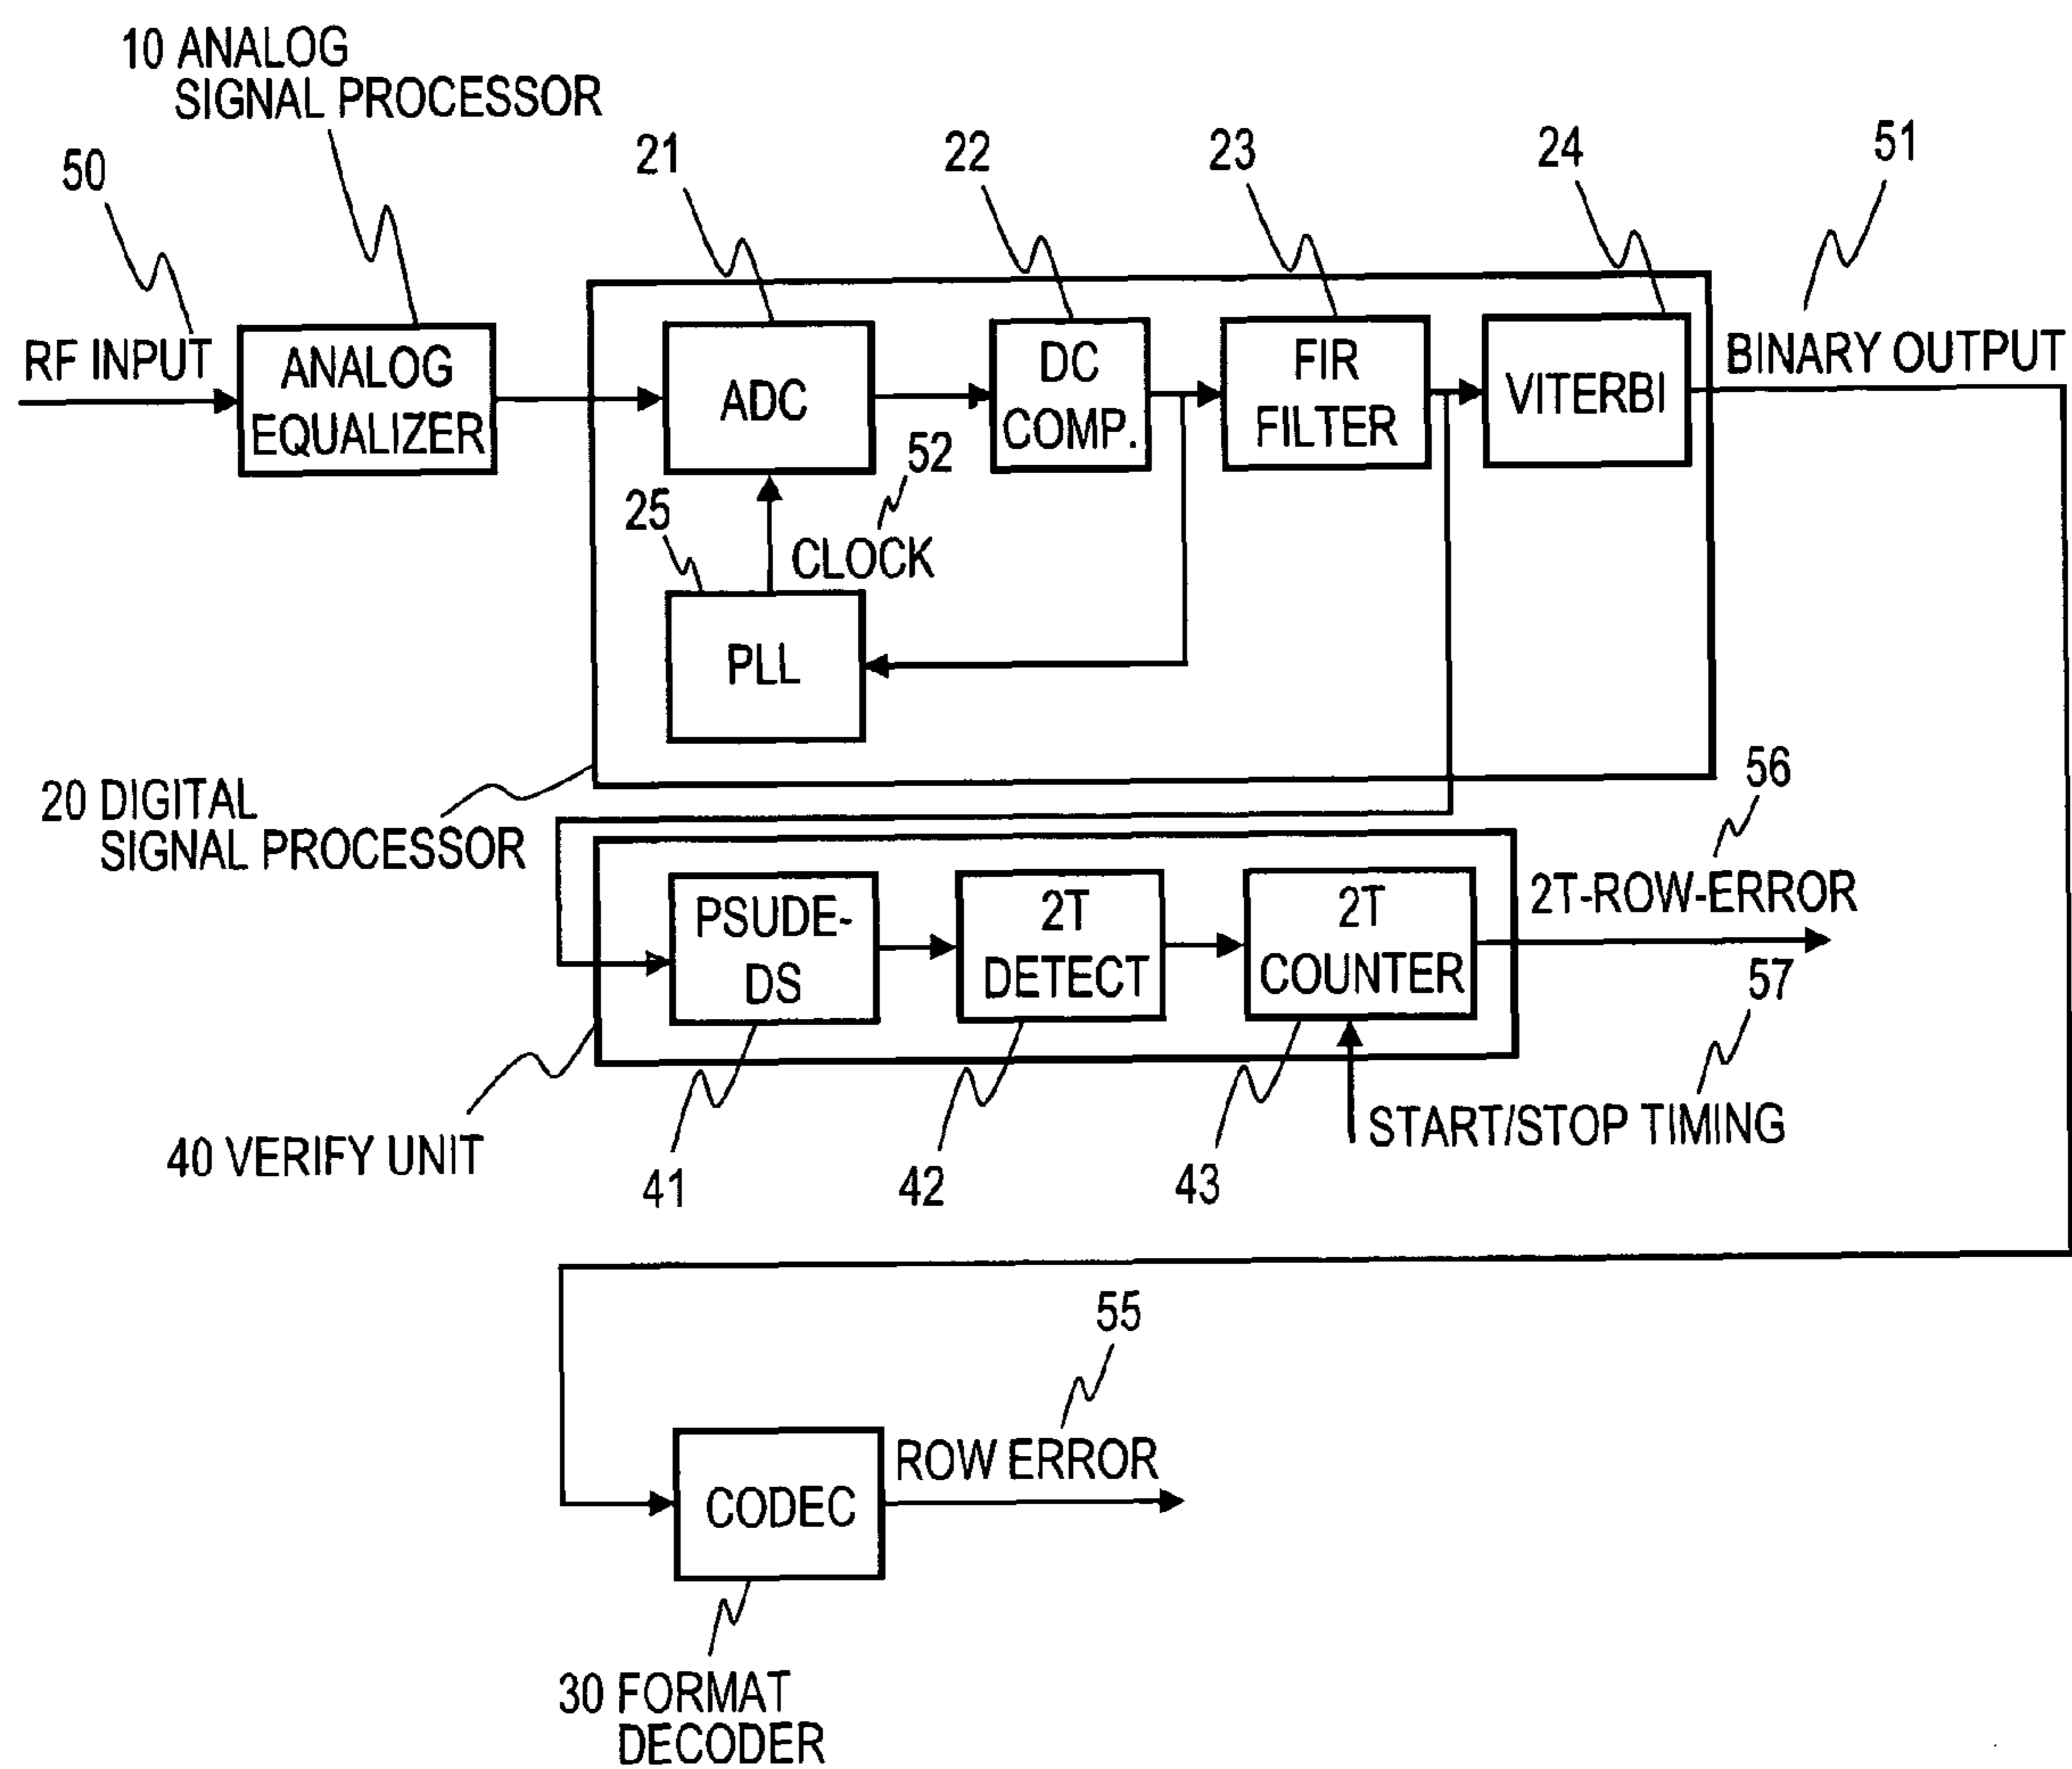 10 ANALOG
SIGNAL PROCESSOR
50
21
22
23
24
51
RF INPUT
ANALOG
EQUALIZER
ADC
DC
COMP.
FIR
FILTER
VITERBI
BINARY OUTPUT
52
25
CLOCK
PLL
20 DIGITAL
SIGNAL PROCESSOR
56
PSUDE-
DS
2T
DETECT
2T
COUNTER
2T-ROW-ERROR
57
40 VERIFY UNIT
41
42
43
START/STOP TIMING
55
CODEC
ROW ERROR
30 FORMAT
DECODER